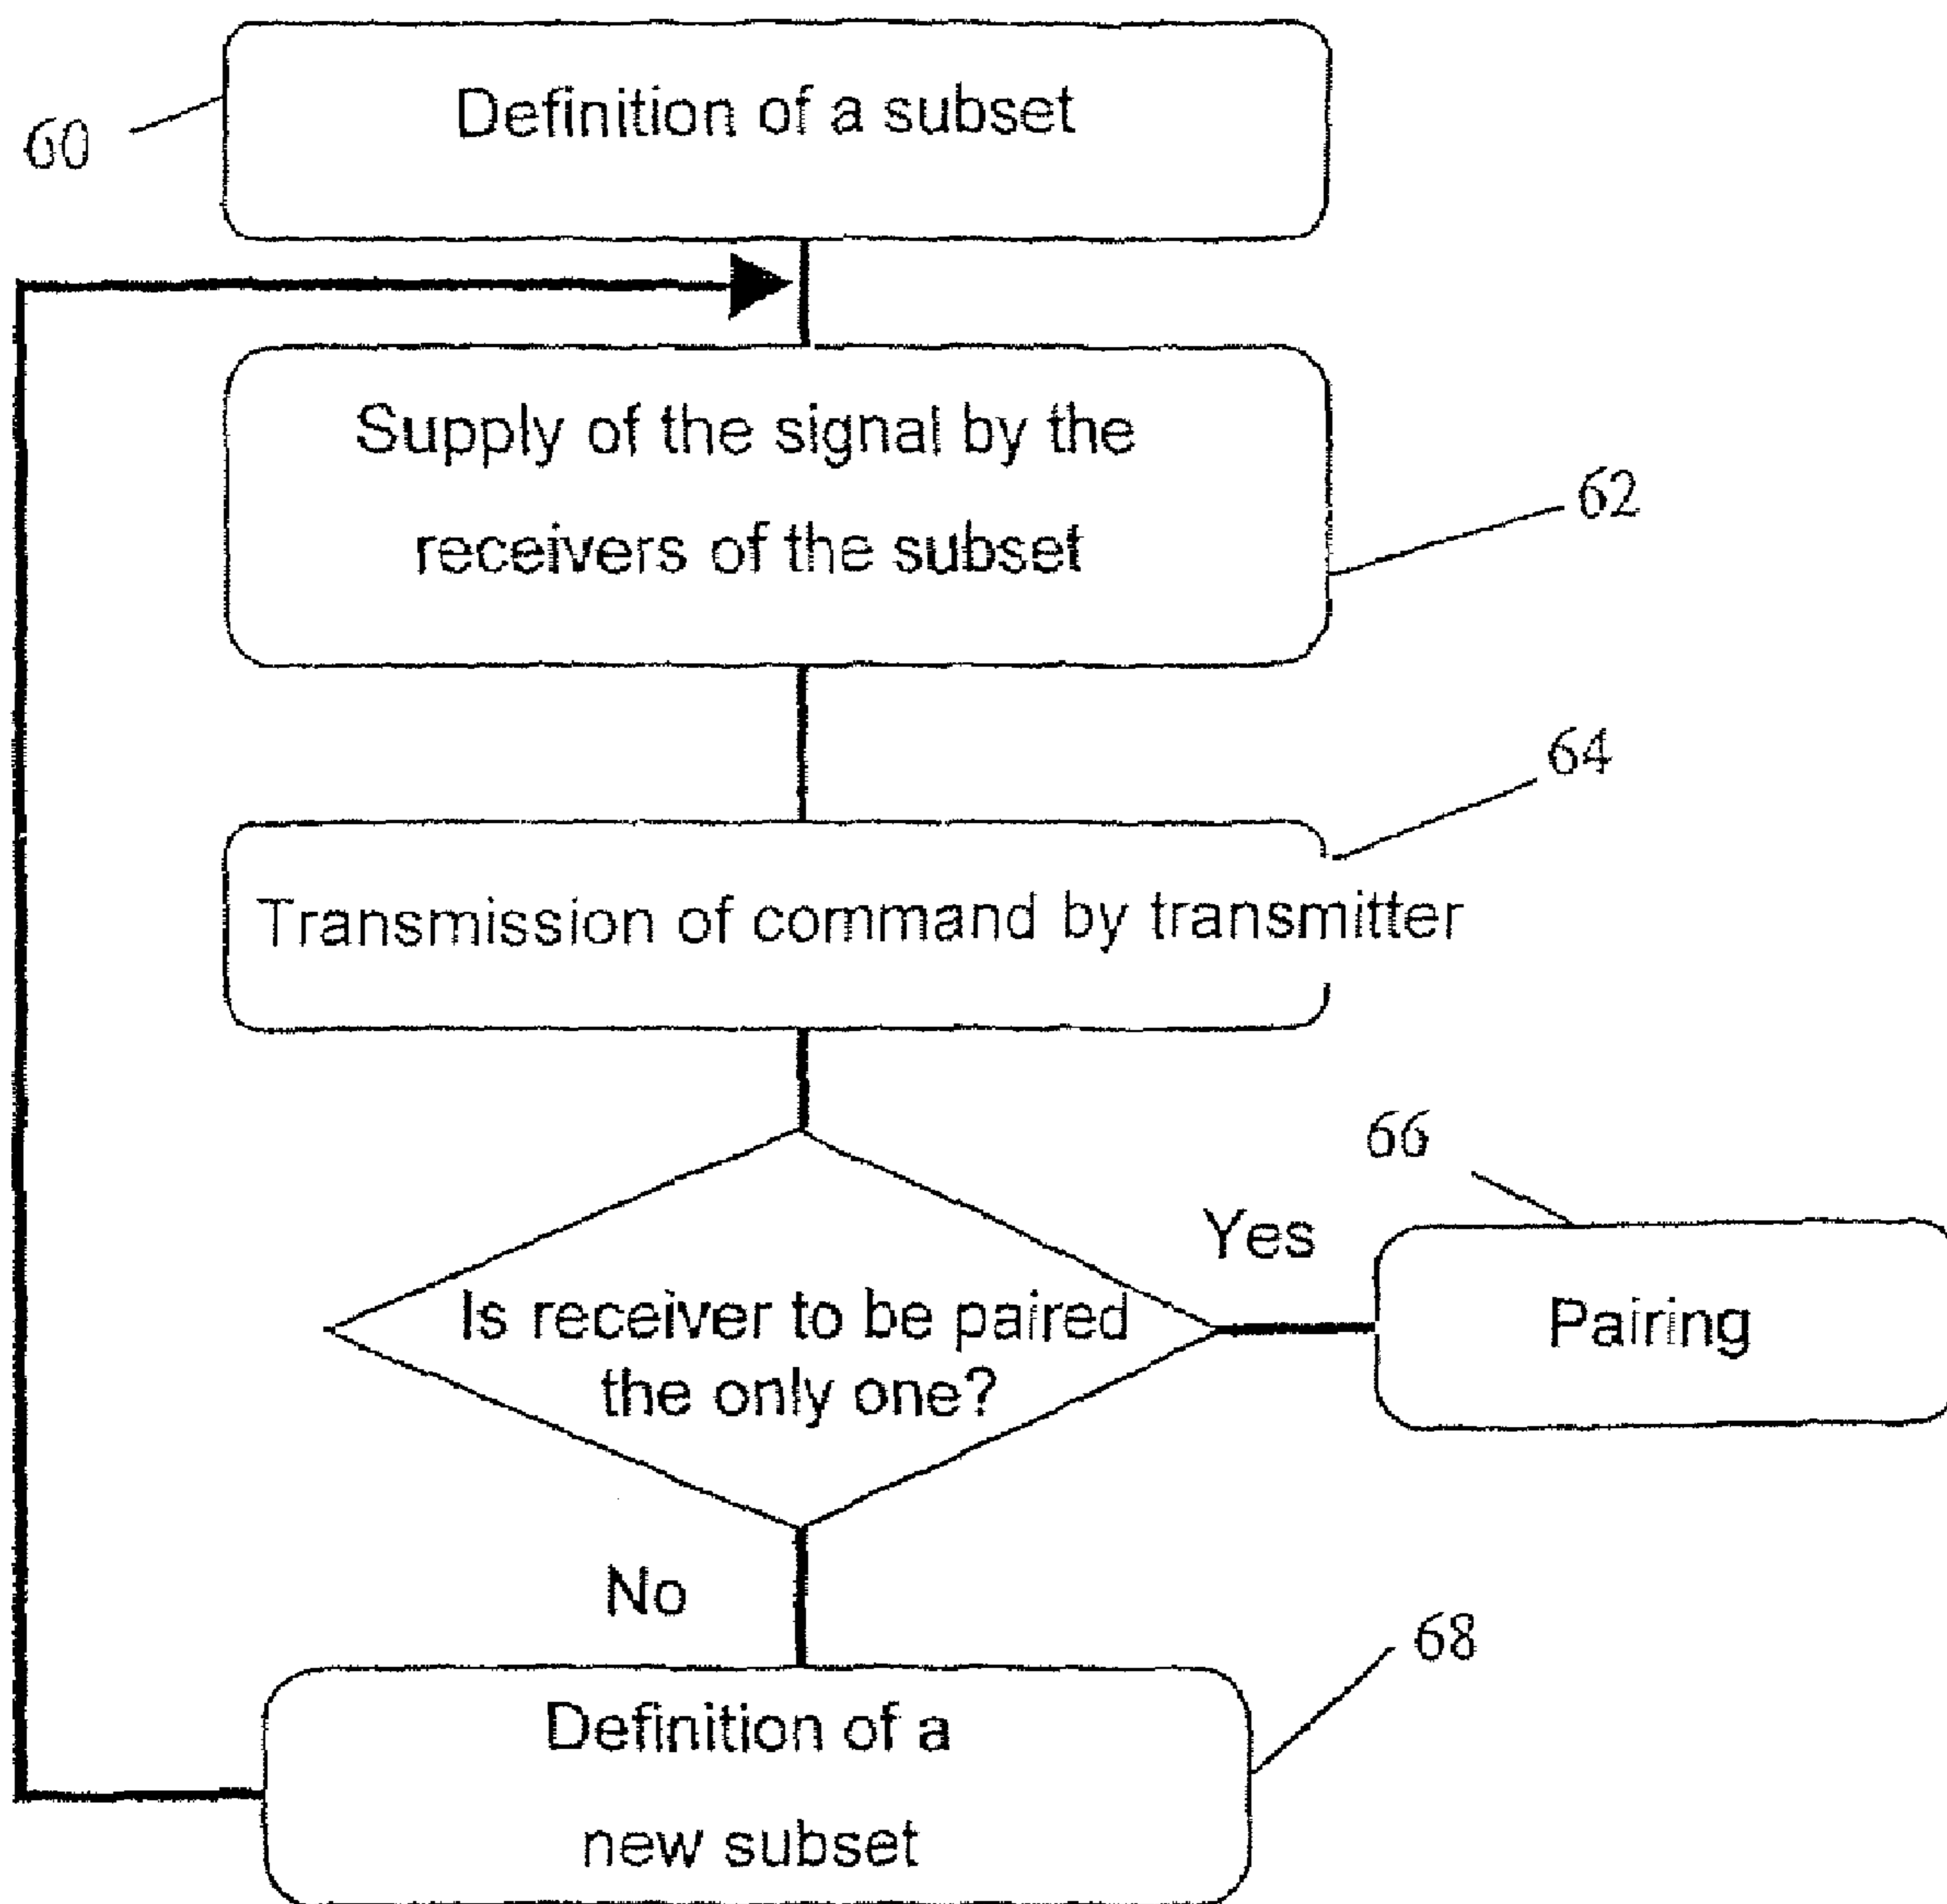 Definition of a subset
60
Supply of the signal by the
receivers of the subset
62
64
Transmission of command by transmitter
66
Yes
Is receiver to be paired
the only one?
Pairing
No
68
Definition of a
new subset